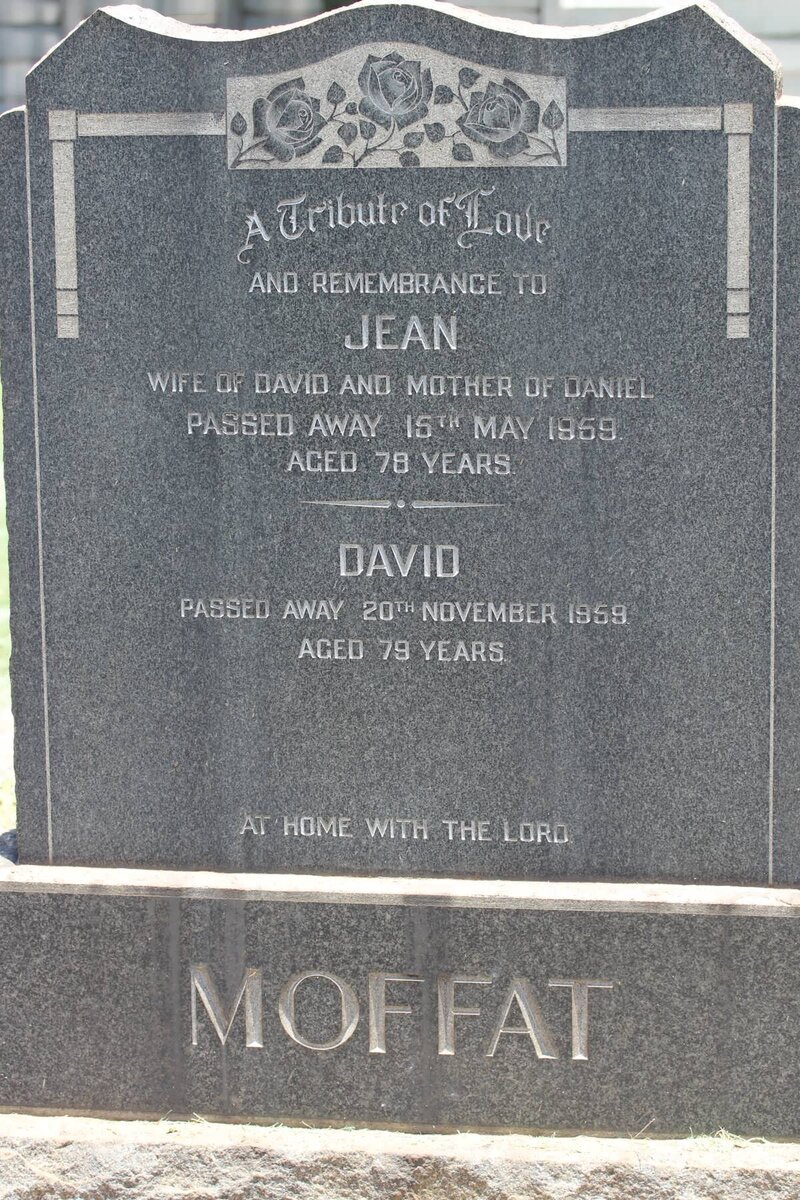 A Tribute of Love
AND REMEMBRANCE TO
JEAN
WIFE OF DAVID AND MOTHER OF DANIEL
PASSED AWAY 15TH MAY 1959.
AGED 78 YEARS.
DAVID
PASSED AWAY 20TH NOVEMBER 1959.
AGED 79 YEARS.
AT HOME WITH THE LORD.
MOFFAT